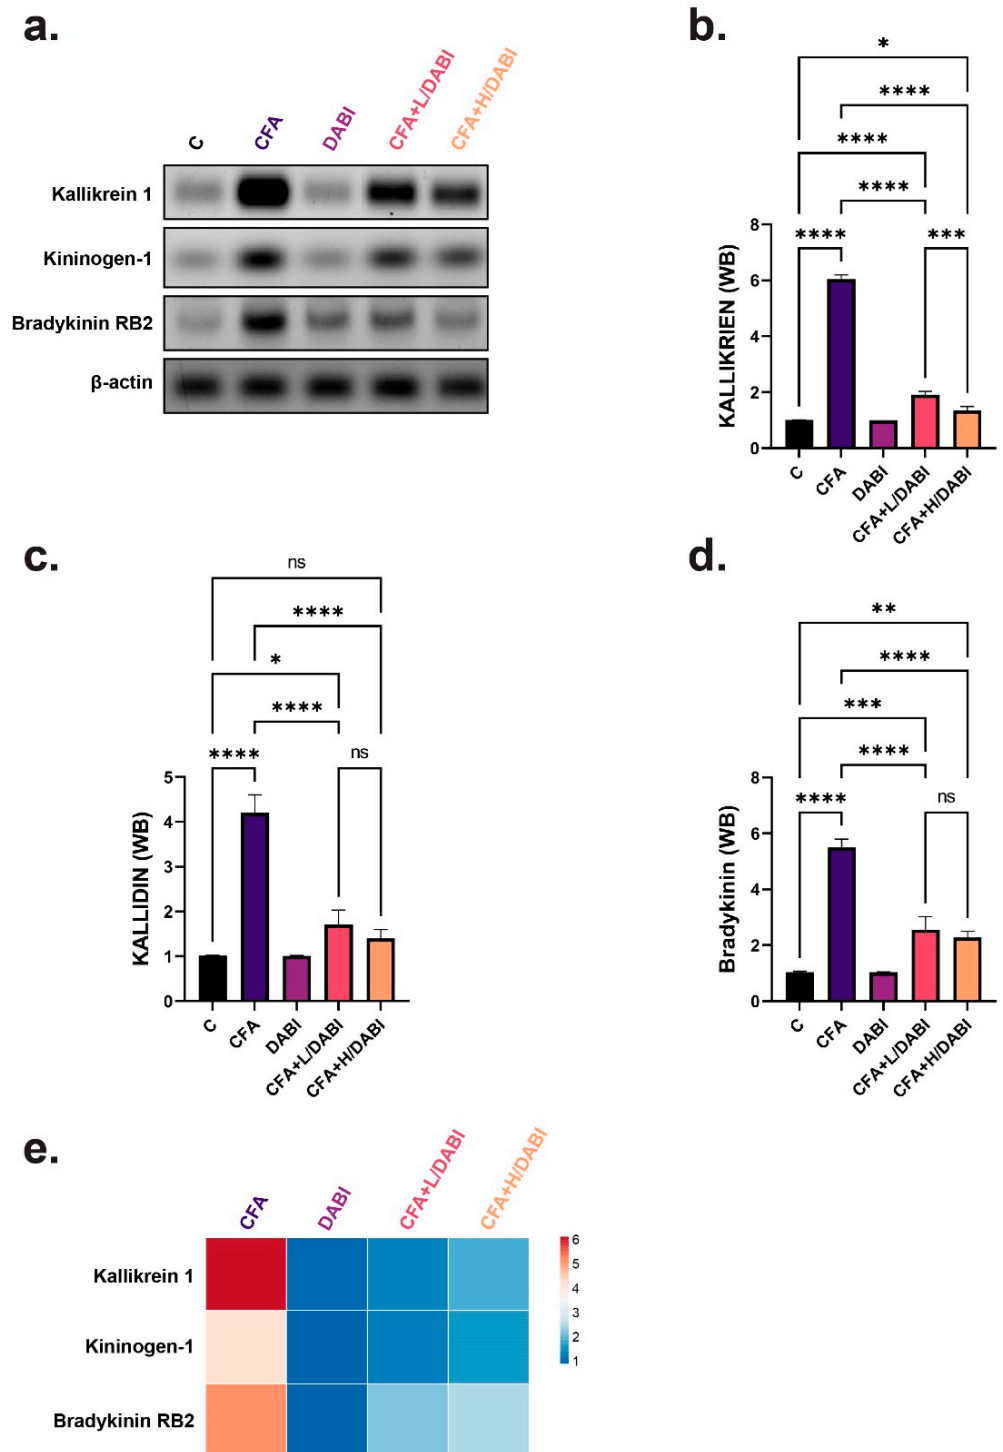 a.
C
CFA
DABI
CFA+L/DABI
CFA+H/DABI
Kallikrein 1
Kininogen-1
Bradykinin RB2
β-actin
b.
*
****
****
****
****
***
KALLIKRIEN (WB)
8
6
4
2
0
C
CFA
DABI
CFA+L/DABI
CFA+H/DABI
c.
ns
****
*
****
****
ns
KALLIDIN (WB)
5
4
3
2
1
0
C
CFA
DABI
CFA+L/DABI
CFA+H/DABI
d.
**
****
***
****
****
ns
Bradykinin (WB)
8
6
4
2
0
C
CFA
DABI
CFA+L/DABI
CFA+H/DABI
e.
CFA
DABI
CFA+L/DABI
CFA+H/DABI
Kallikrein 1
Kininogen-1
Bradykinin RB2
6
5
4
3
2
1